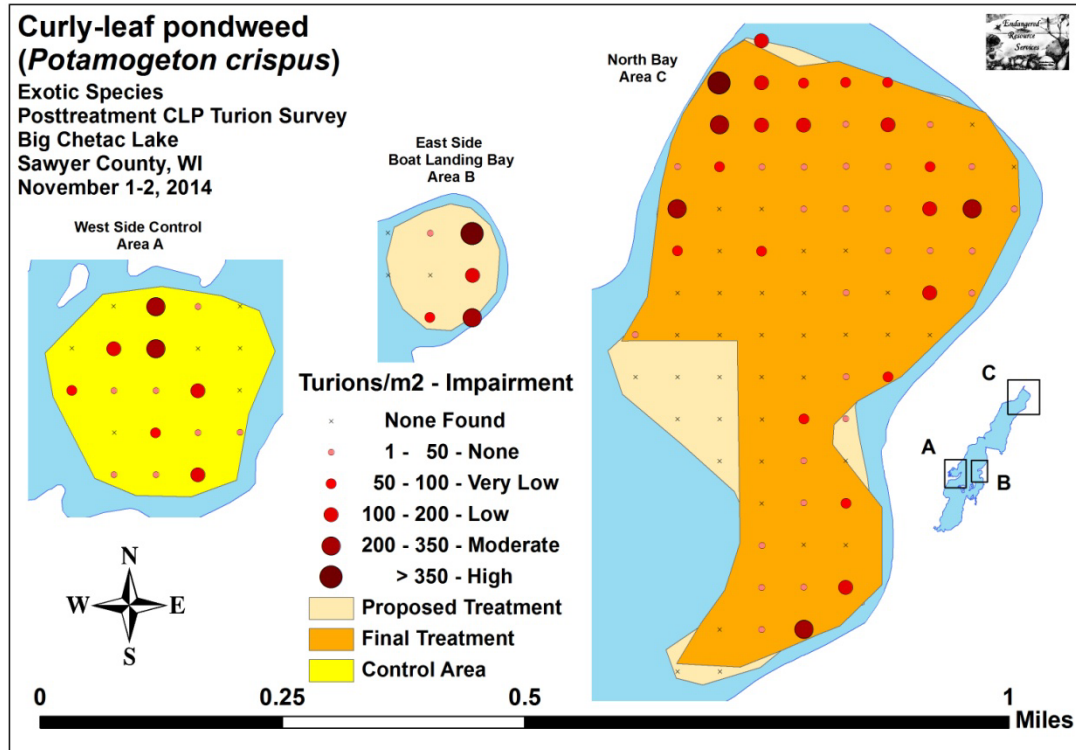 Curly-leaf pondweed
(Potamogeton crispus)
Exotic Species
Posttreatment CLP Turion Survey
Big Chetac Lake
Sawyer County, WI
November 1-2, 2014
West Side Control
Area A
East Side
Boat Landing Bay
Area B
North Bay
Area C
Endangered
Resource
Services
Turions/m2 - Impairment
None Found
1 - 50 - None
50 - 100 - Very Low
100 - 200 - Low
200 - 350 - Moderate
> 350 - High
Proposed Treatment
Final Treatment
Control Area
N
W
E
S
C
A
B
0
0.25
0.5
1
Miles